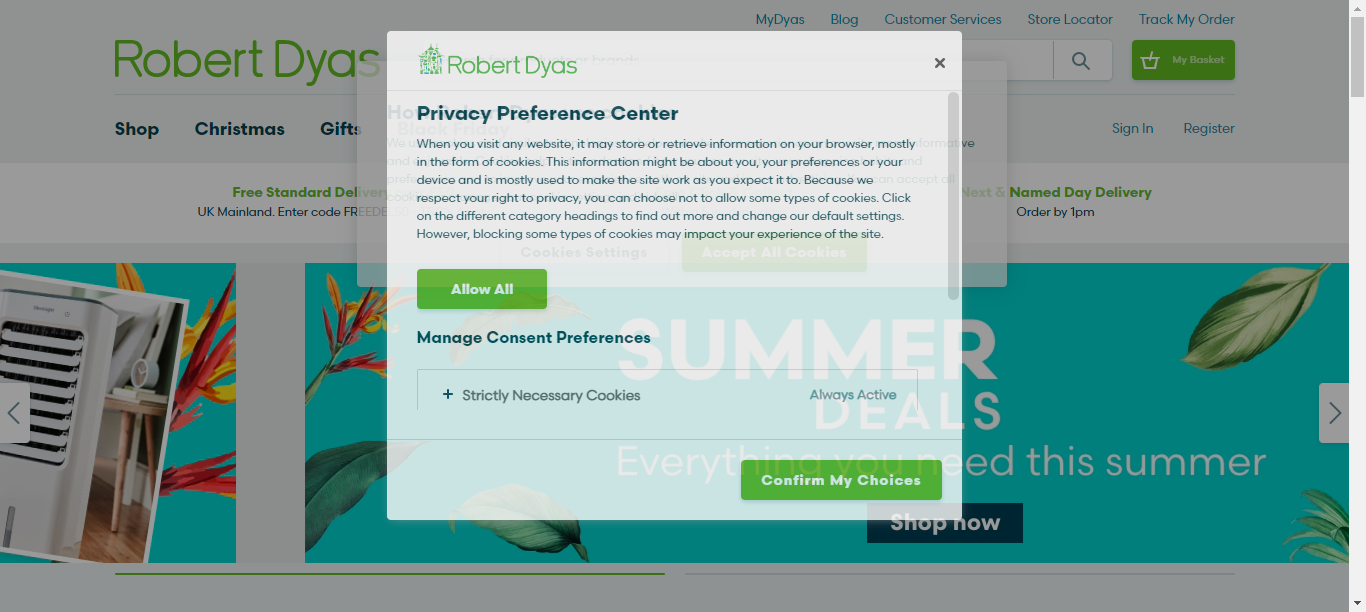 MyDyas Blog Customer Services Store Locator Track My Order
Robert Dyas
My Basket
Shop Christmas Gifts Black Friday
Sign In Register
Free Standard Delivery
UK Mainland. Enter code
Next & Named Day Delivery
Order by 1pm
Robert Dyas
Privacy Preference Center
When you visit any website, it may store or retrieve information on your browser, mostly
in the form of cookies. This information might be about you, your preferences or your
device and is mostly used to make the site work as you expect it to. Because we
respect your right to privacy, you can choose not to allow some types of cookies. Click
on the different category headings to find out more and change our default settings.
However, blocking some types of cookies may impact your experience of the site.
Cookies Settings Accept All Cookies
Allow All
Manage Consent Preferences
+ Strictly Necessary Cookies Always Active
Confirm My Choices
SUMMER
DEALS
Everything you need this summer
Shop now